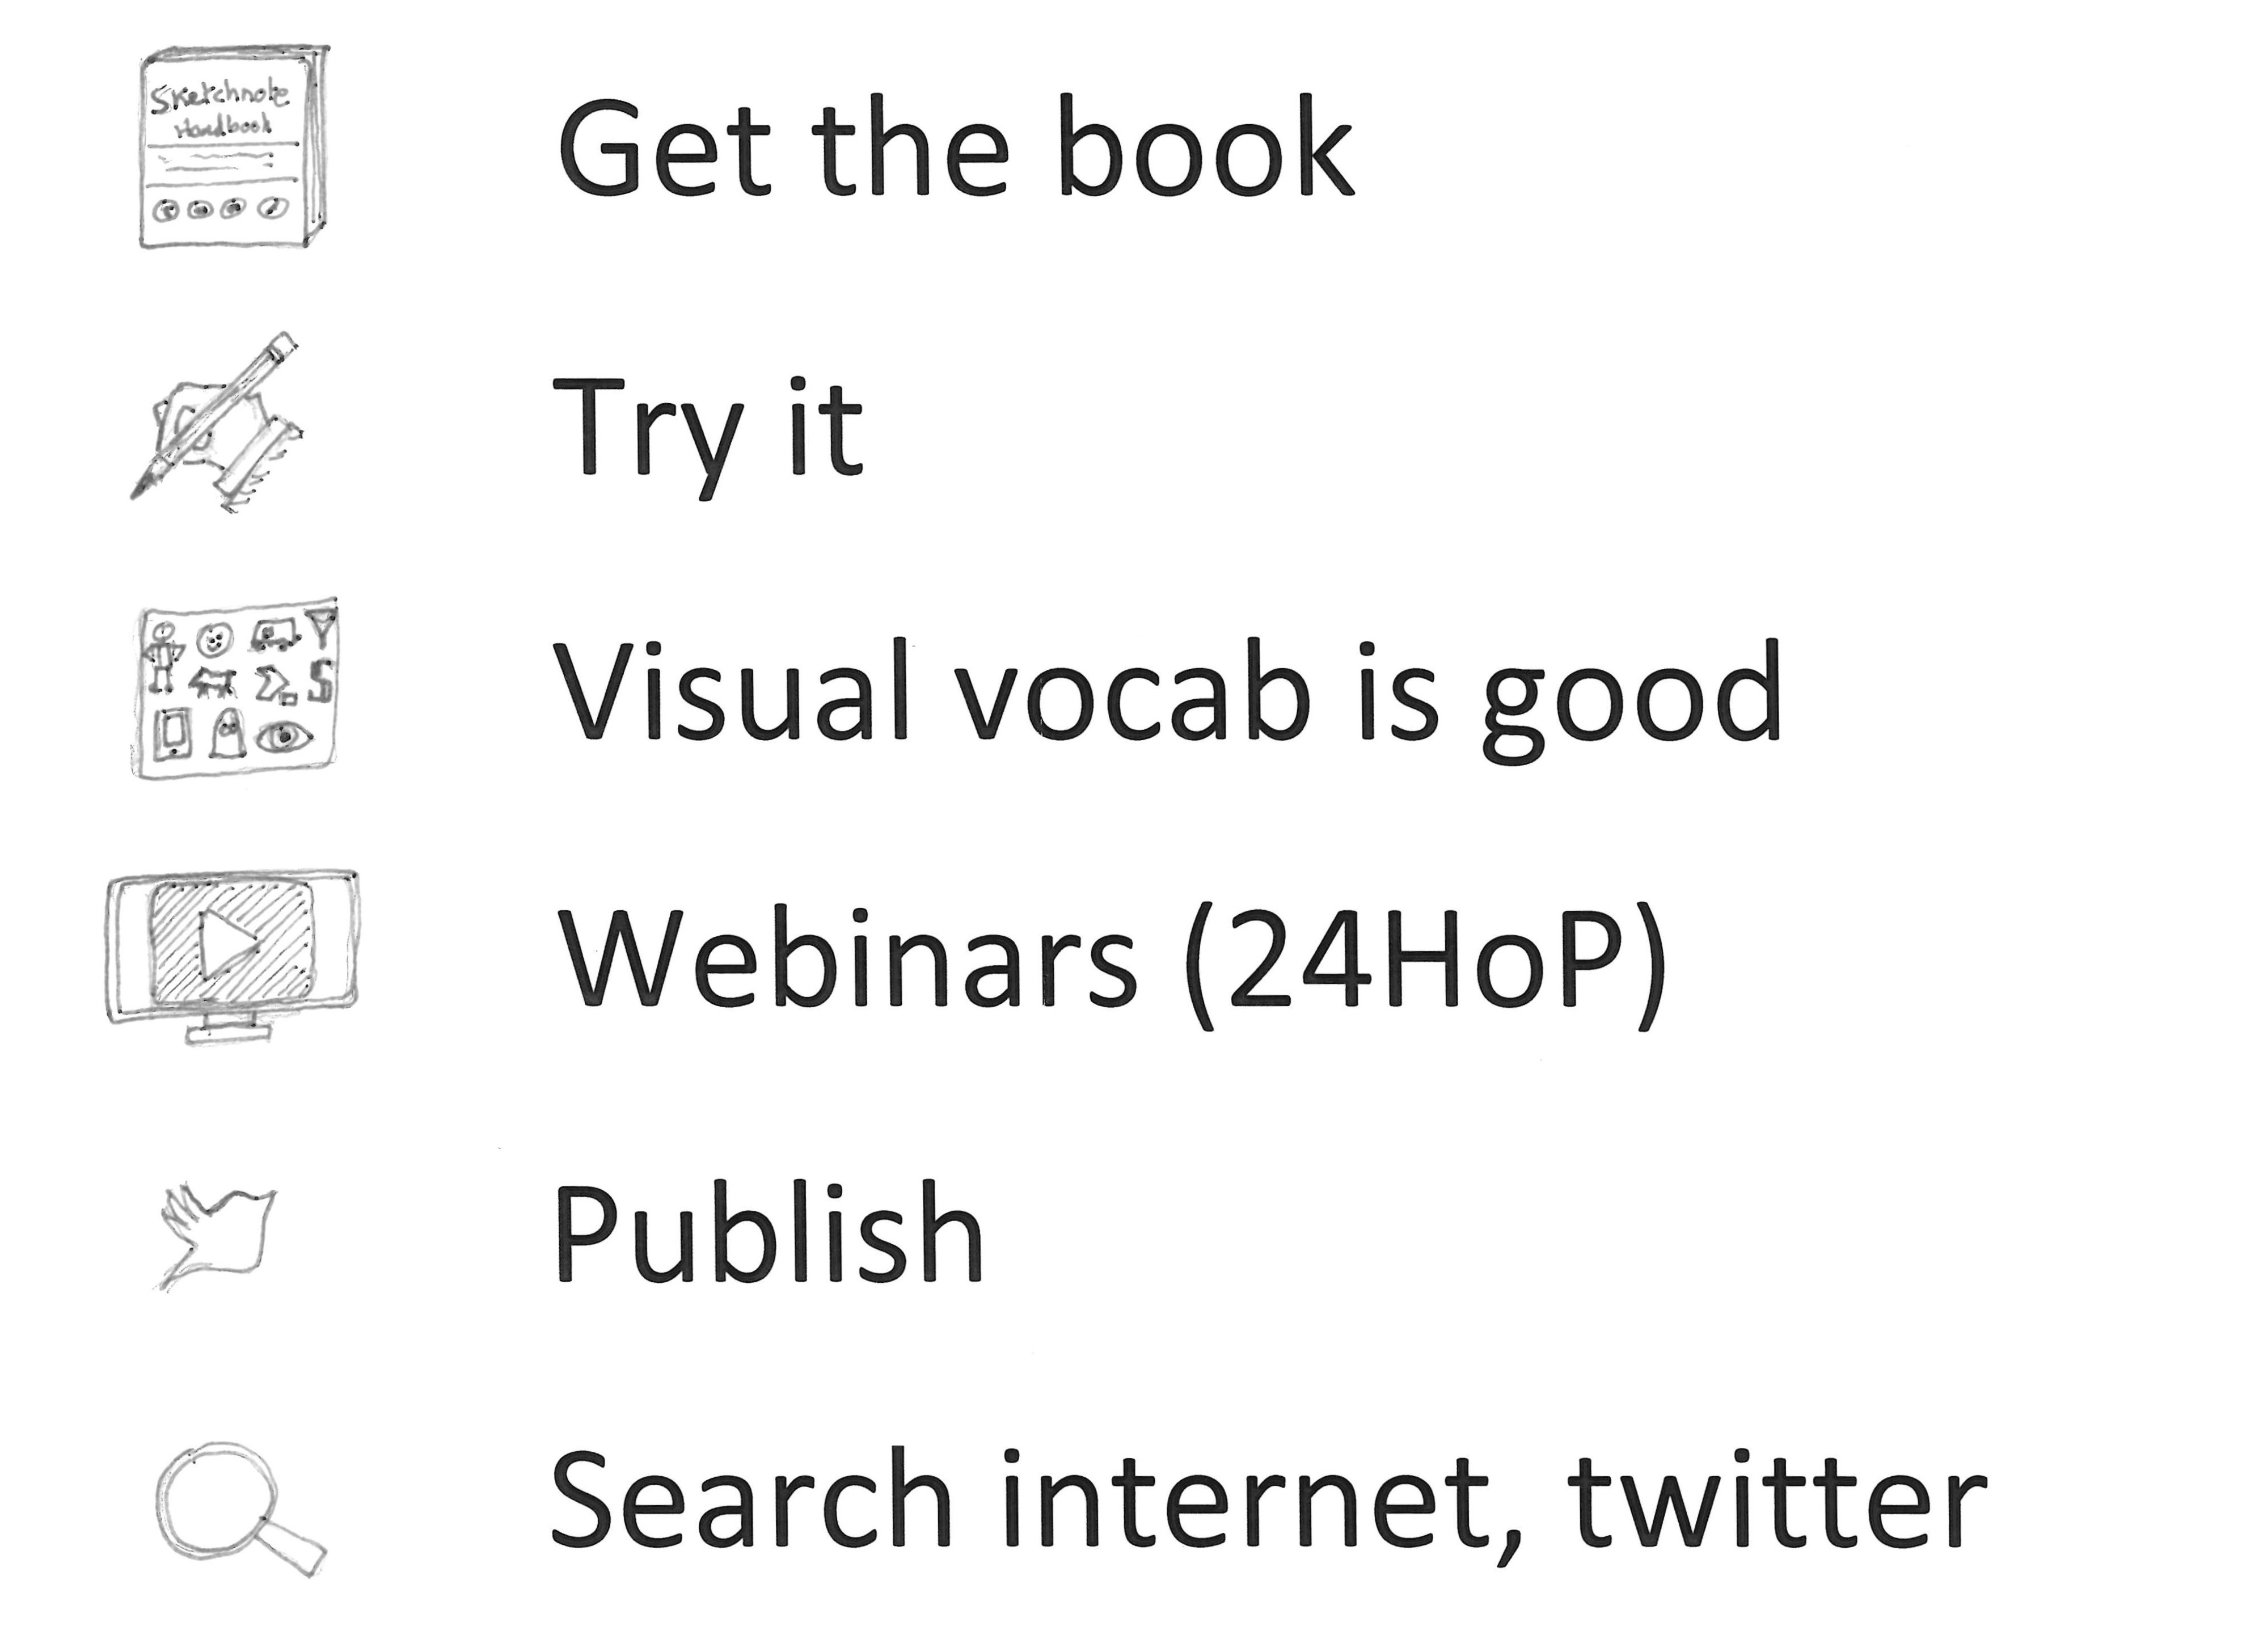 Sketchnote
Handbook
Get the book
Try it
Visual vocab is good
Webinars (24HoP)
Publish
Search internet, twitter